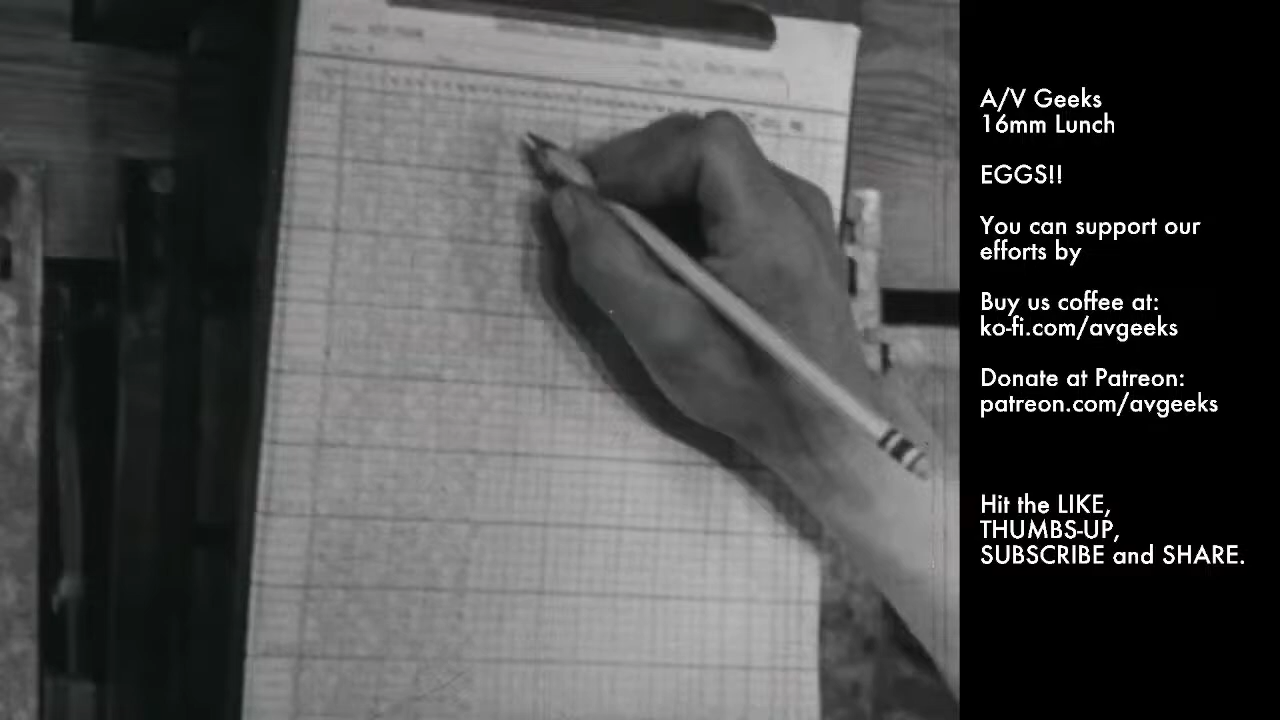 A/V Geeks
16mm Lunch
EGGS!!
You can support our
efforts by
Buy us coffee at:
ko-fi.com/avgeeks
Donate at Patreon:
patreon.com/avgeeks
Hit the LIKE,
THUMBS-UP,
SUBSCRIBE and SHARE.